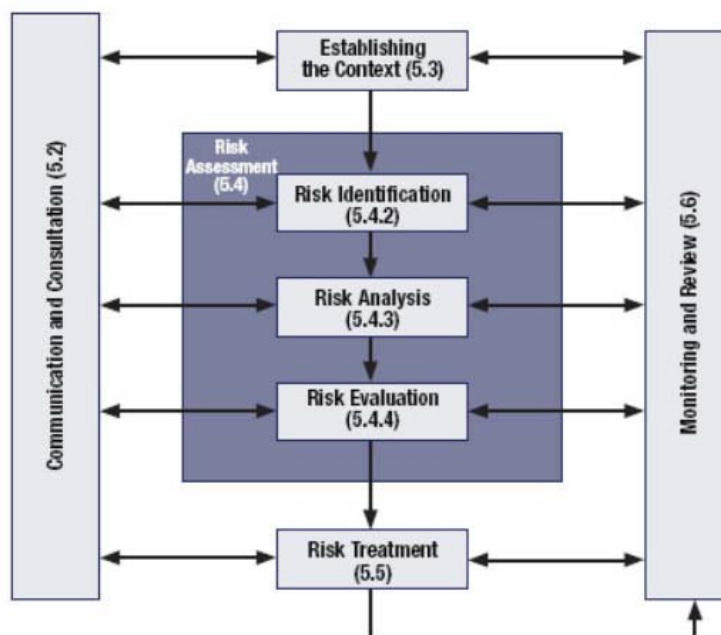 Establishing
the Context (5.3)
Risk
Assessment
(5.4)
Risk Identification
(5.4.2)
Risk Analysis
(5.4.3)
Risk Evaluation
(5.4.4)
Risk Treatment
(5.5)
Communication and Consultation (5.2)
Monitoring and Review (5.6)